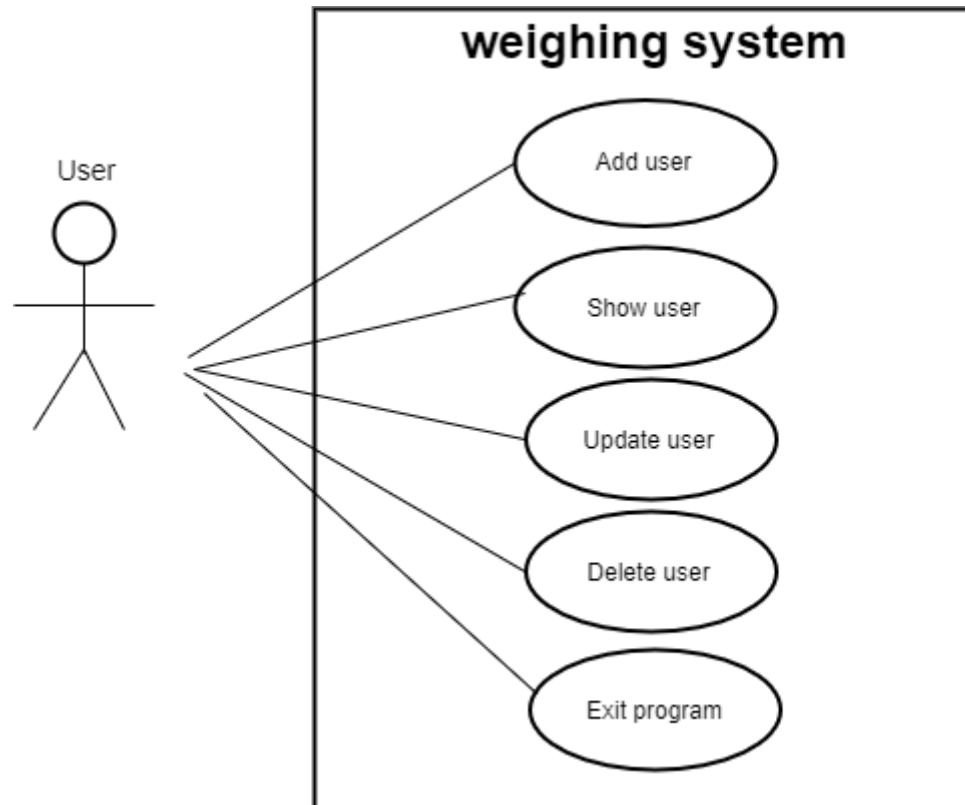 weighing system
User
Add user
Show user
Update user
Delete user
Exit program